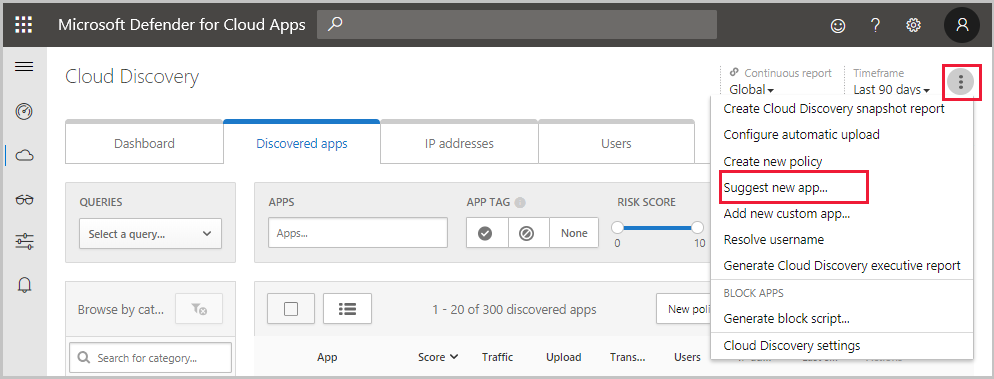 Microsoft Defender for Cloud Apps
Cloud Discovery
Continuous report
Global
Timeframe
Last 90 days
Create Cloud Discovery snapshot report
Configure automatic upload
Create new policy
Suggest new app...
Add new custom app...
Resolve username
Generate Cloud Discovery executive report
BLOCK APPS
Generate block script...
Cloud Discovery settings
Dashboard
Discovered apps
IP addresses
Users
QUERIES
Select a query...
APPS
Apps...
APP TAG
None
RISK SCORE
0
10
Browse by cat...
Search for category...
1 - 20 of 300 discovered apps
New poli
App
Score
Traffic
Upload
Trans...
Users